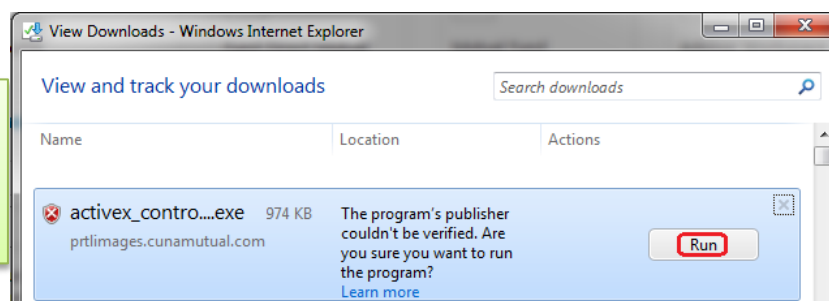 View Downloads - Windows Internet Explorer
View and track your downloads
Search downloads
Name Location Actions
activex_contro....exe 974 KB
prtlimages.cunamutual.com
The program's publisher
couldn't be verified. Are
you sure you want to run
the program?
Learn more
Run